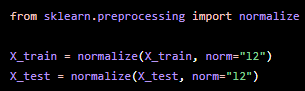 from sklearn.preprocessing import normalize
X_train = normalize(X_train, norm="l2")
X_test = normalize(X_test, norm="l2")